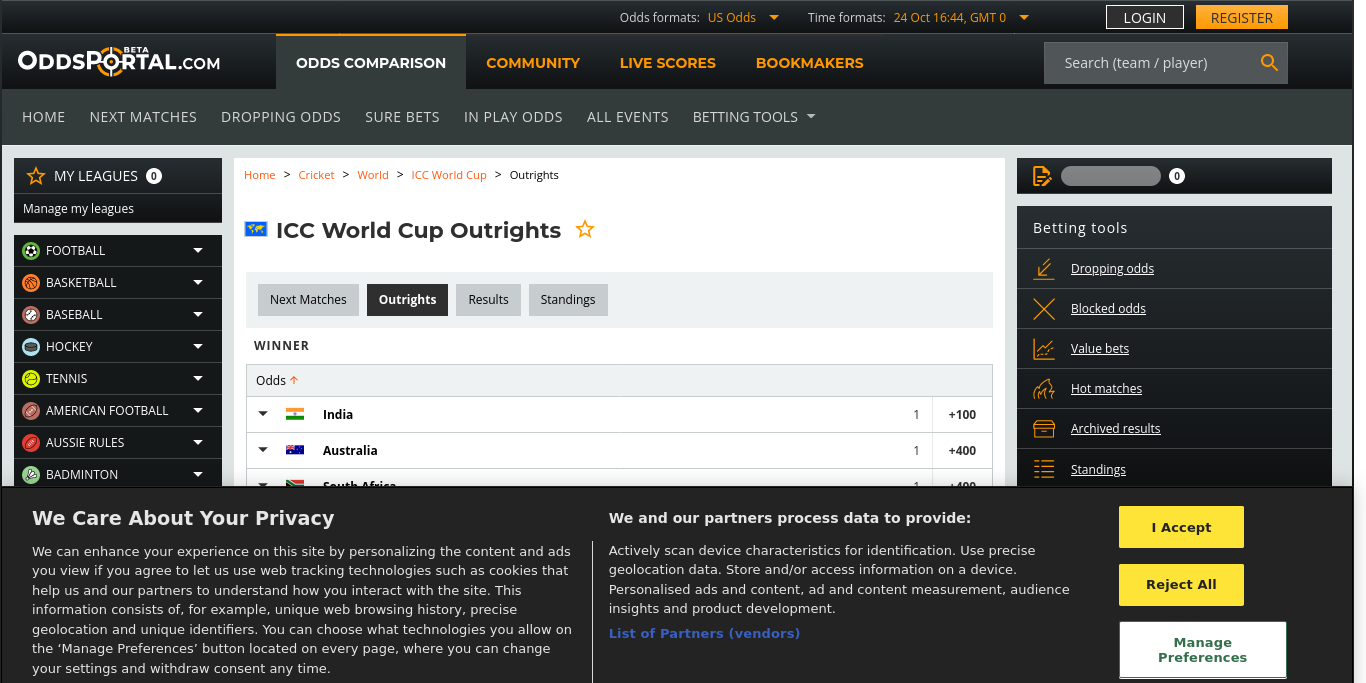 Odds formats: US Odds Time formats: 24 Oct 16:44, GMT 0 LOGIN REGISTER
BETA
ODDSPORTAL.COM ODDS COMPARISON COMMUNITY LIVE SCORES BOOKMAKERS Search (team / player)
HOME NEXT MATCHES DROPPING ODDS SURE BETS IN PLAY ODDS ALL EVENTS BETTING TOOLS
MY LEAGUES 0
Manage my leagues
FOOTBALL
BASKETBALL
BASEBALL
HOCKEY
TENNIS
AMERICAN FOOTBALL
AUSSIE RULES
BADMINTON
Home > Cricket > World > ICC World Cup > Outrights
ICC World Cup Outrights
Next Matches Outrights Results Standings
WINNER
Odds
India 1 +100
Australia 1 +400
South Africa 1 +400
0
Betting tools
Dropping odds
Blocked odds
Value bets
Hot matches
Archived results
Standings
We Care About Your Privacy
We can enhance your experience on this site by personalizing the content and ads
you view if you agree to let us use web tracking technologies such as cookies that
help us and our partners to understand how you interact with the site. This
information consists of, for example, unique web browsing history, precise
geolocation and unique identifiers. You can choose what technologies you allow on
the ‘Manage Preferences’ button located on every page, where you can change
your settings and withdraw consent any time.
We and our partners process data to provide:
Actively scan device characteristics for identification. Use precise
geolocation data. Store and/or access information on a device.
Personalised ads and content, ad and content measurement, audience
insights and product development.
List of Partners (vendors)
I Accept
Reject All
Manage
Preferences